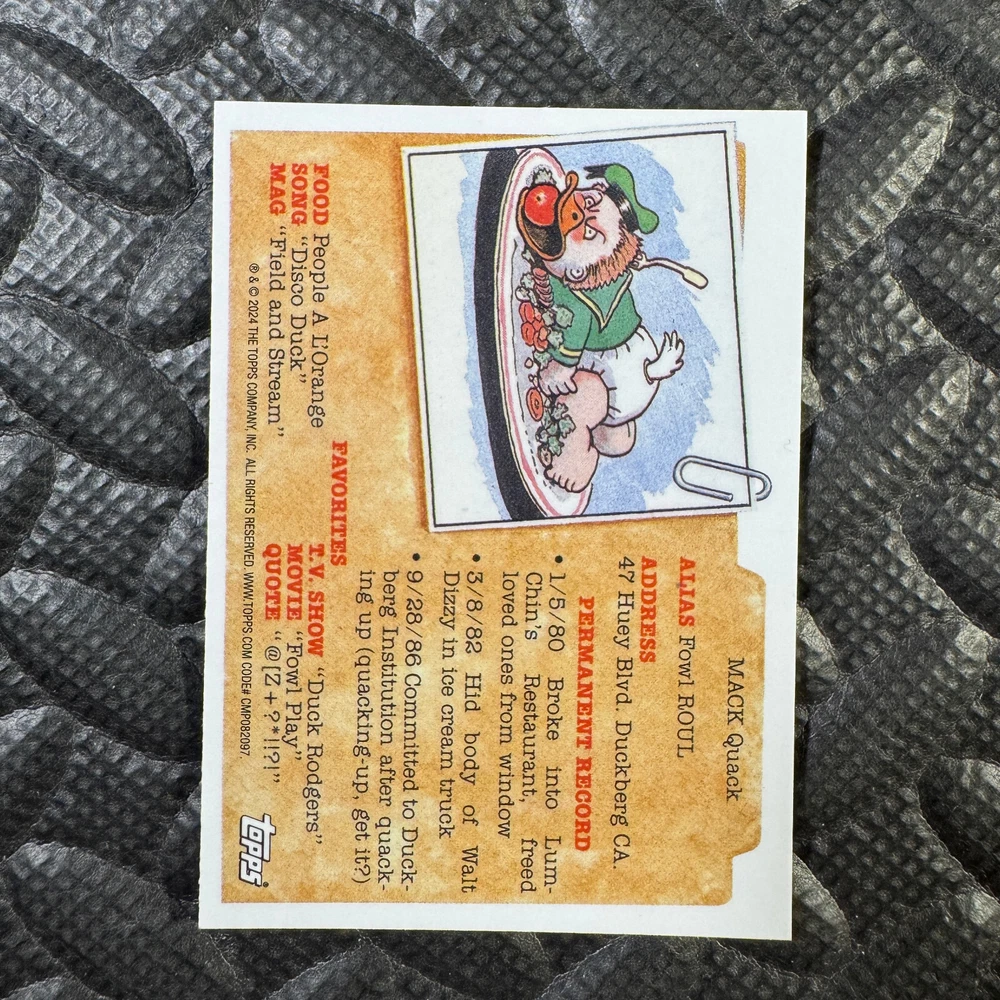 MACK Quack
ALIAS Fowl ROUL
ADDRESS
47 Huey Blvd. Duckberg CA.
PERMANENT RECORD
• 1/5/80 Broke into Lum-
Chin's Restaurant, freed
loved ones from window
• 3/8/82 Hid body of Walt
Dizzy in ice cream truck
• 9/28/86 Committed to Duck-
berg Institution after quack-
ing up (quacking-up, get it?)
FAVORITES
FOOD People A L'Orange
SONG "Disco Duck"
MAG "Field and Stream"
T.V. SHOW "Duck Rodgers"
MOVIE "Fowl Play"
QUOTE "@[Z+?*!!?!"
® & © 2024 THE TOPPS COMPANY, INC. ALL RIGHTS RESERVED. WWW.TOPPS.COM CODE# CMP082097.
topps®